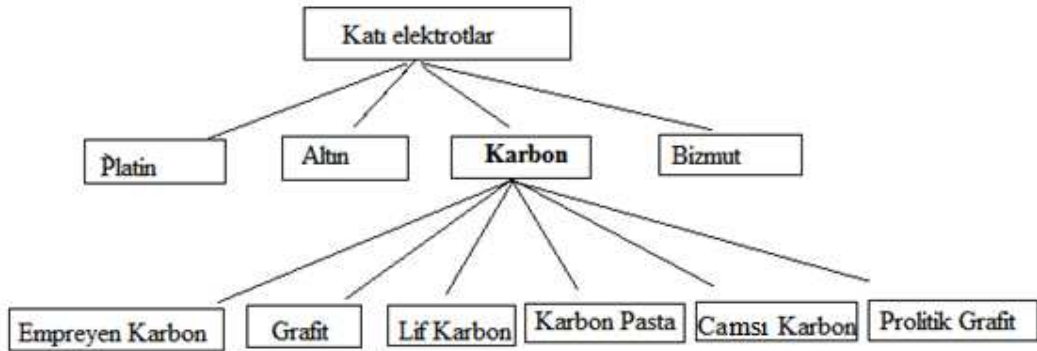 Katı elektrotlar
Platin
Altın
Karbon
Bizmut
Empreyen Karbon
Grafit
Lif Karbon
Karbon Pasta
Camsı Karbon
Prolitik Grafit